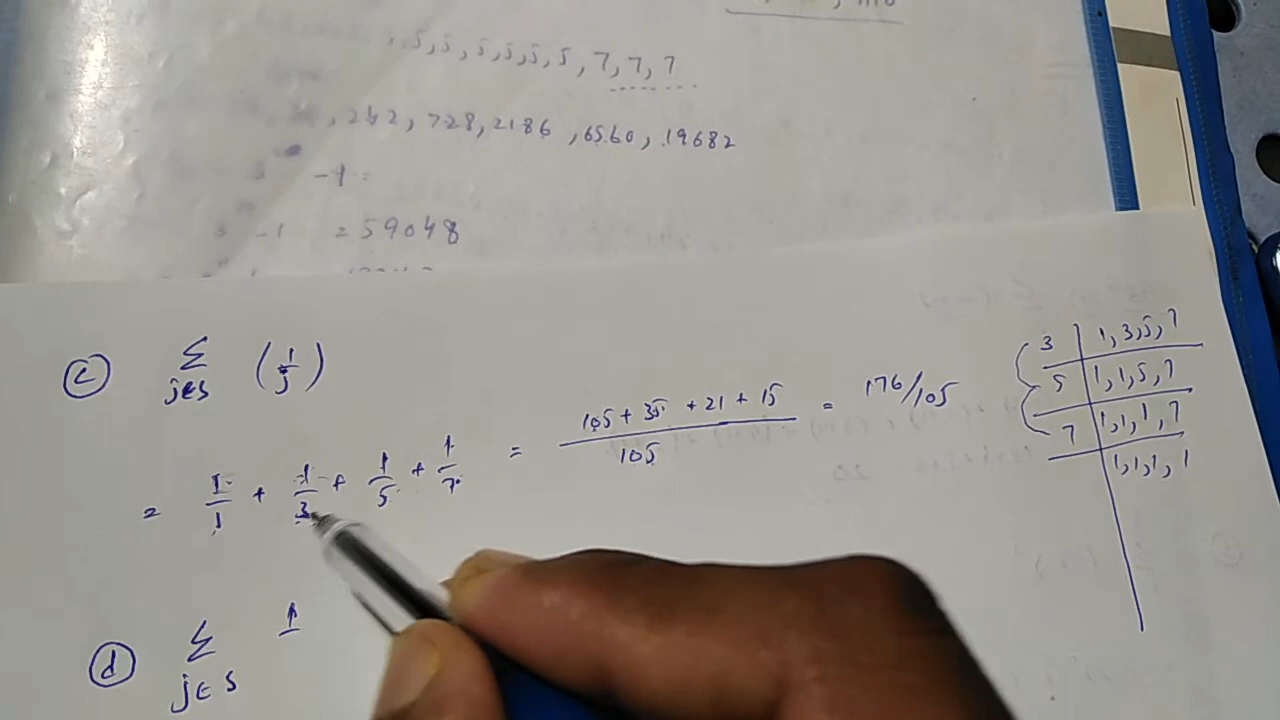 5, 5, 5, 5, 5, 5, 7, 7, 7
, 242, 728, 2186, 6560, 19682
-1 =
-1 = 59048
(c) Σ j∈S (1/j)
= 1/1 + 1/3 + 1/5 + 1/7 = (105 + 35 + 21 + 15)/105 = 176/105
3 | 1, 3, 5, 7
5 | 1, 1, 5, 7
7 | 1, 1, 1, 7
1, 1, 1, 1
(d) Σ j∈S 1